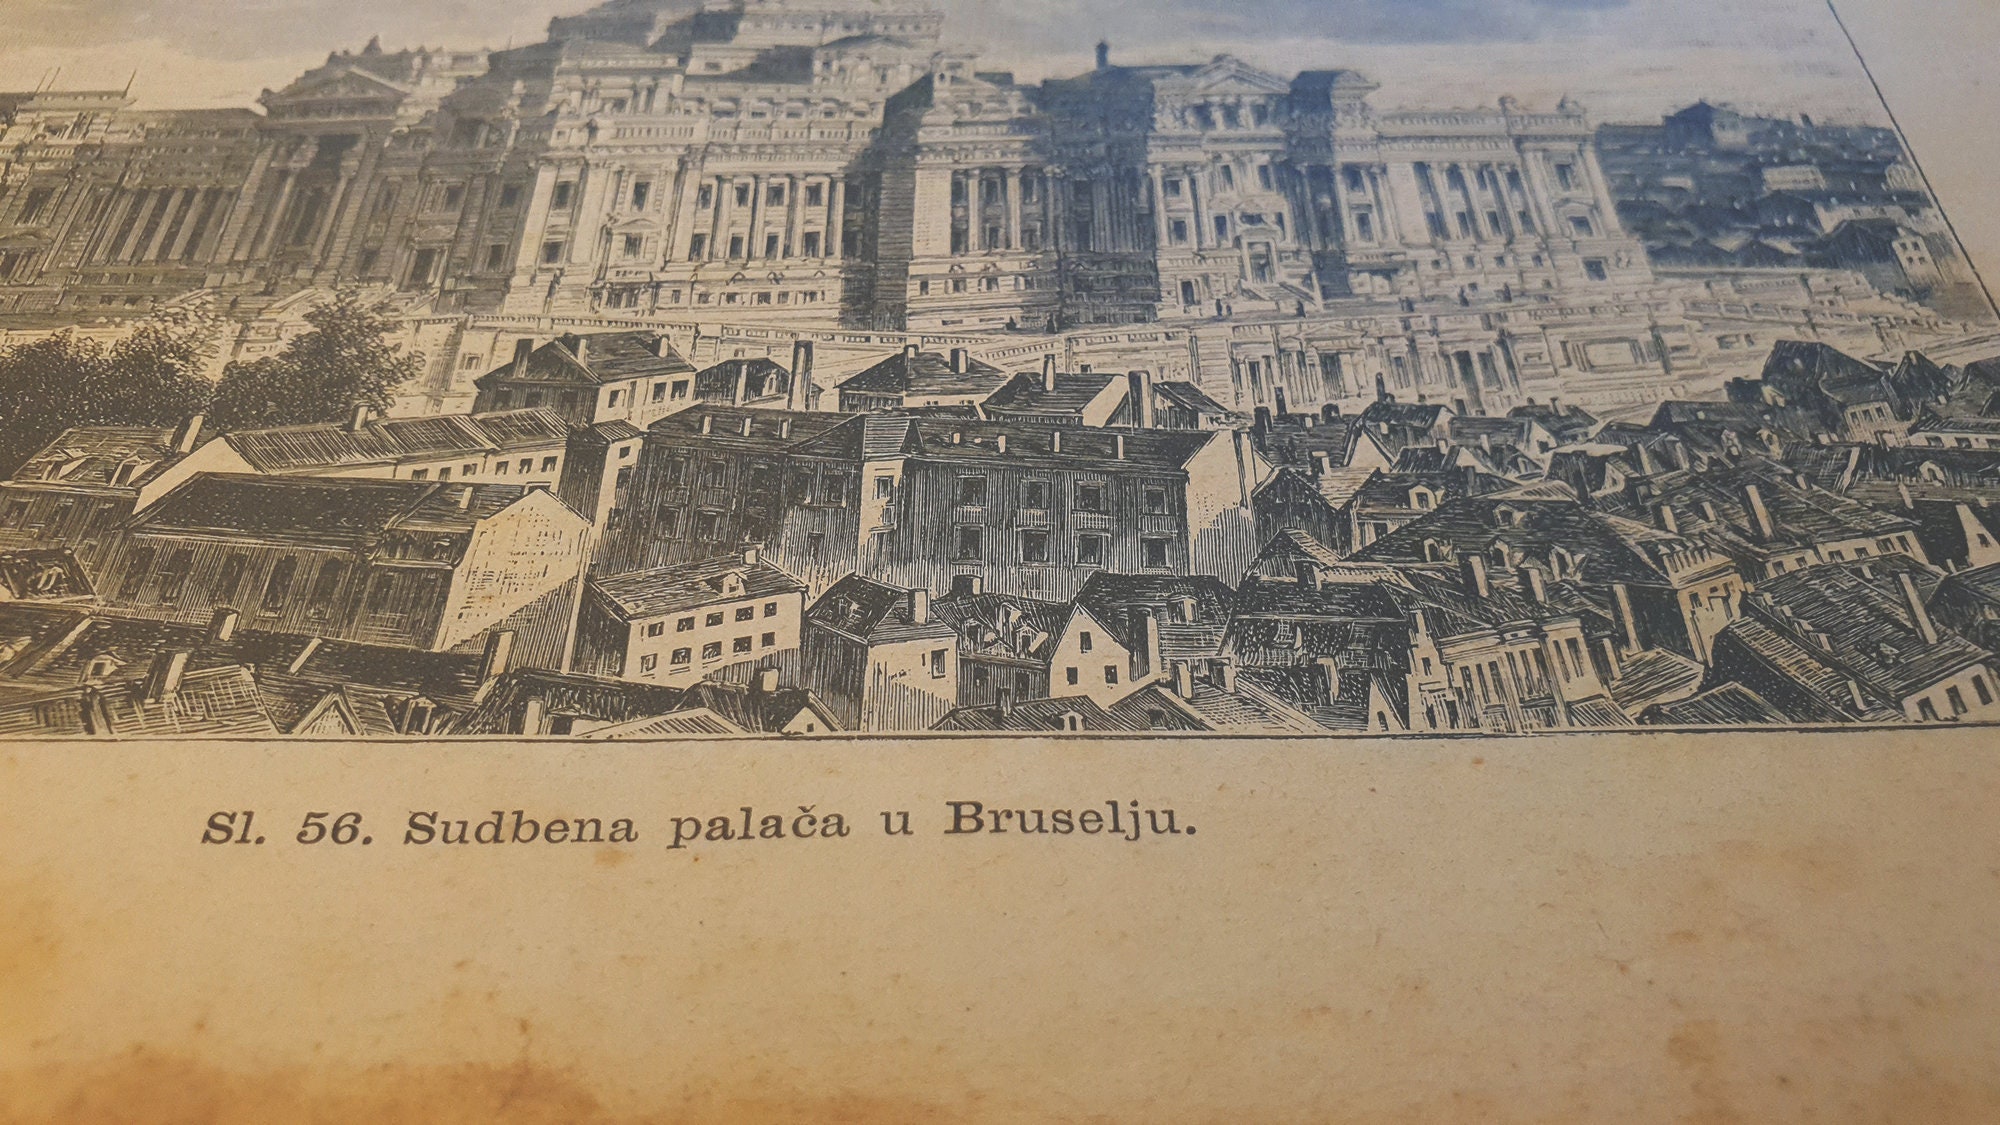 Sl. 56. Sudbena palača u Bruselju.